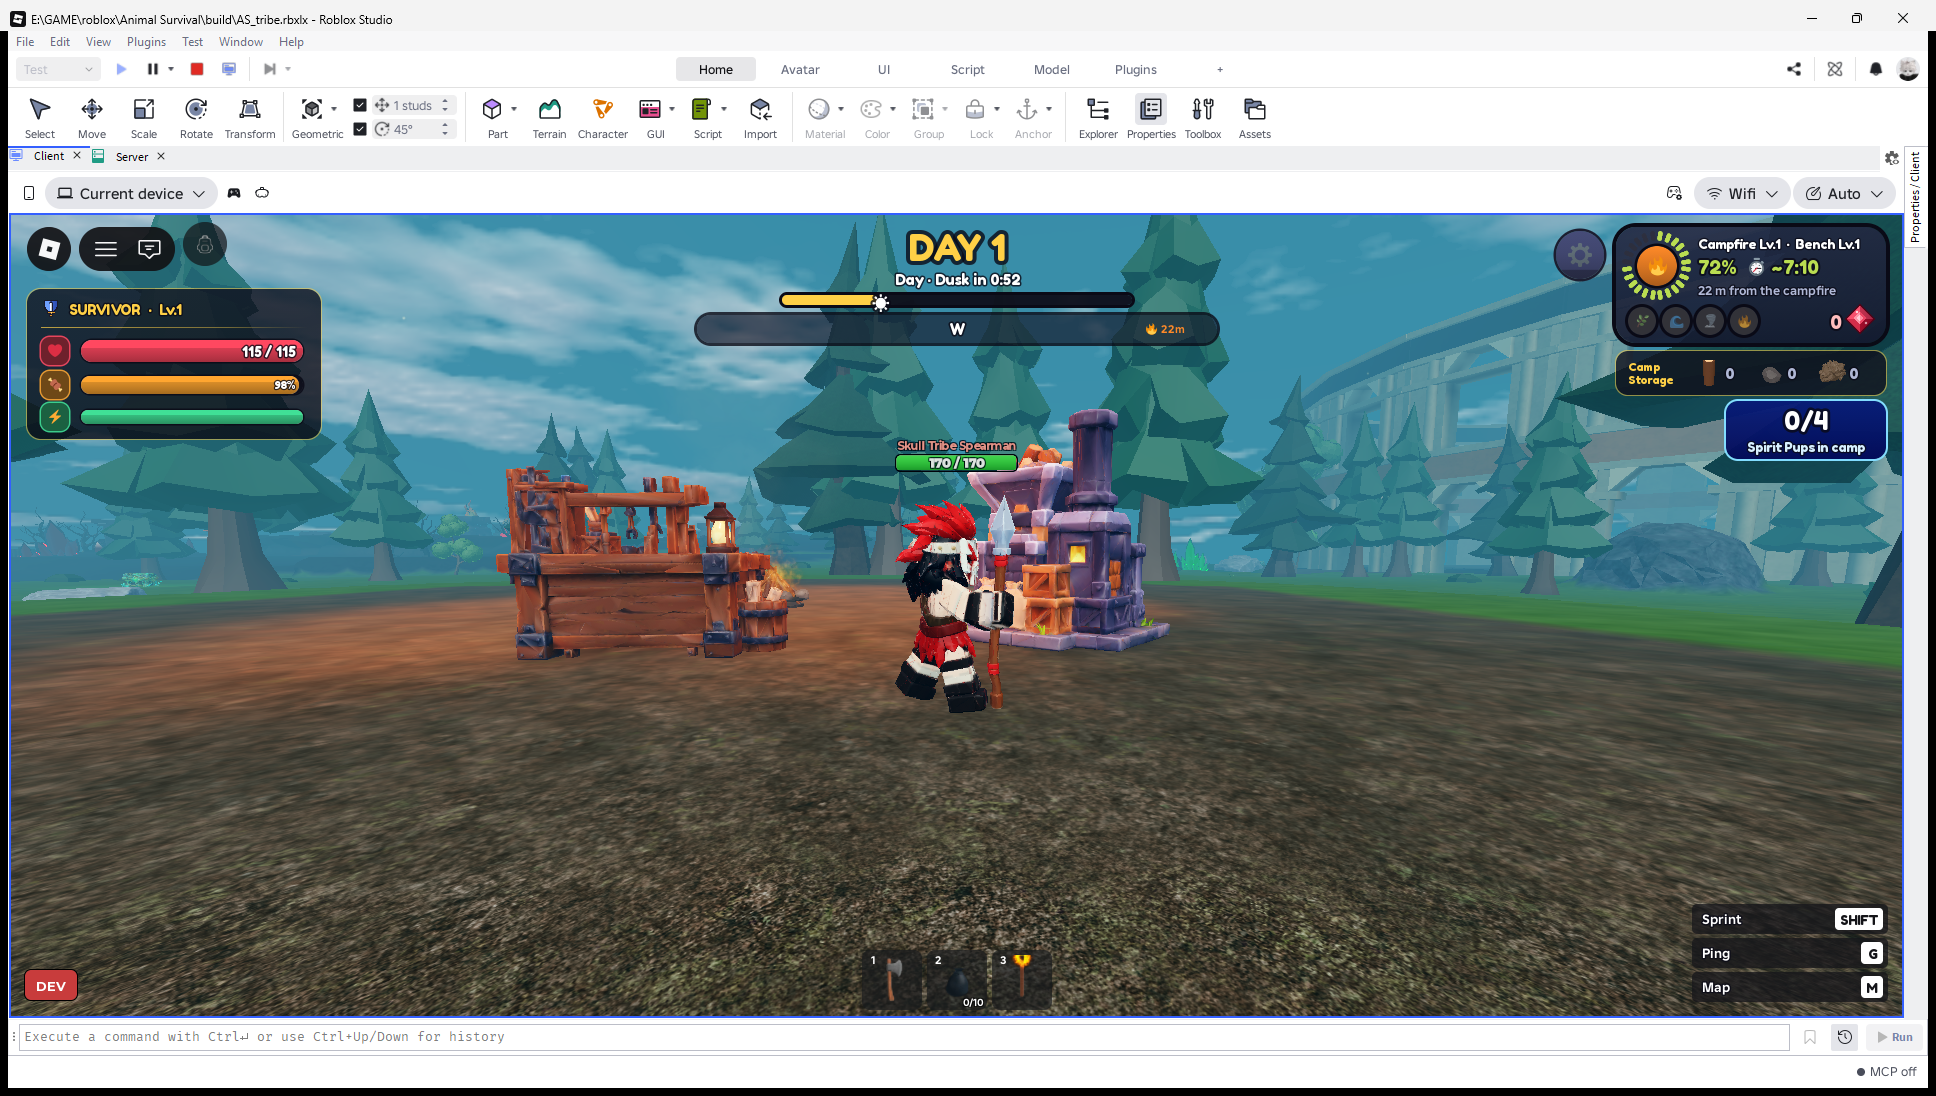 E:\GAME\roblox\Animal Survival\build\AS_tribe.rbxlx - Roblox Studio
File Edit View Plugins Test Window Help
Test
Home Avatar UI Script Model Plugins +
1 studs
45°
Select Move Scale Rotate Transform Geometric Part Terrain Character GUI Script Import Material Color Group Lock Anchor Explorer Properties Toolbox Assets
Client Server
Properties / Client
Current device
Wifi Auto
DAY 1
Day · Dusk in 0:52
W
22m
SURVIVOR · Lv.1
115 / 115
98%
Campfire Lv.1 · Bench Lv.1
72% ~7:10
22 m from the campfire
0
Camp Storage 0 0 0
0/4
Spirit Pups in camp
Skull Tribe Spearman
170 / 170
Sprint SHIFT
Ping G
Map M
DEV
1 2 3
0/10
Execute a command with Ctrl↵ or use Ctrl+Up/Down for history
Run
MCP off